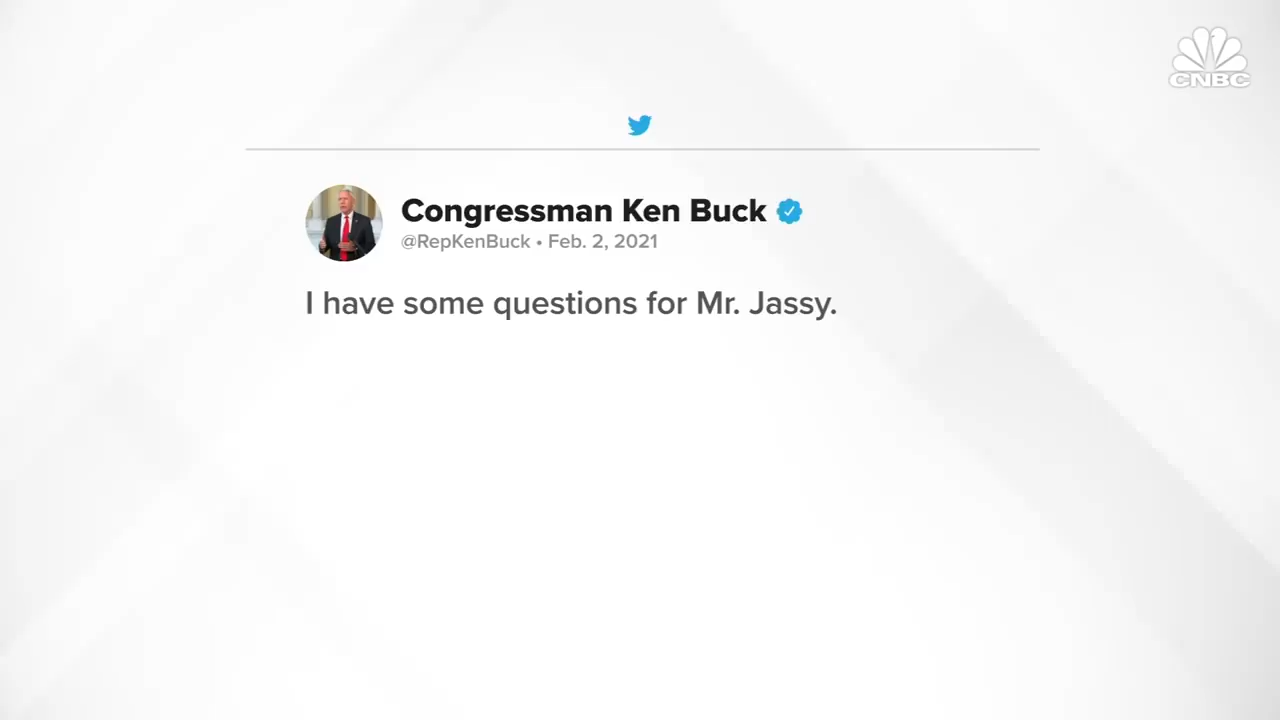 CNBC
Congressman Ken Buck
@RepKenBuck • Feb. 2, 2021
I have some questions for Mr. Jassy.